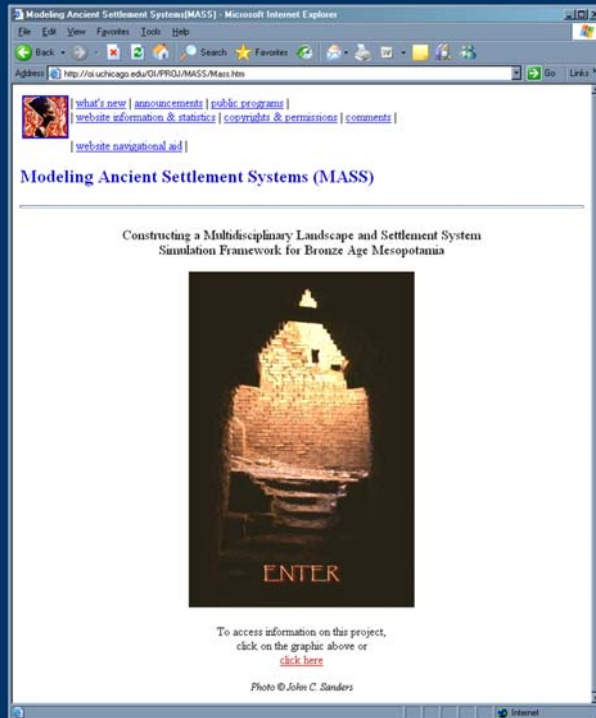 Modeling Ancient Settlement Systems(MASS) - Microsoft Internet Explorer
File Edit View Favorites Tools Help
Back Search Favorites
Address http://oi.uchicago.edu/OI/PROJ/MASS/Mass.htm Go Links »
| what's new | announcements | public programs |
| website information & statistics | copyrights & permissions | comments |
| website navigational aid |
Modeling Ancient Settlement Systems (MASS)
Constructing a Multidisciplinary Landscape and Settlement System
Simulation Framework for Bronze Age Mesopotamia
ENTER
To access information on this project,
click on the graphic above or
click here
Photo © John C. Sanders
Internet